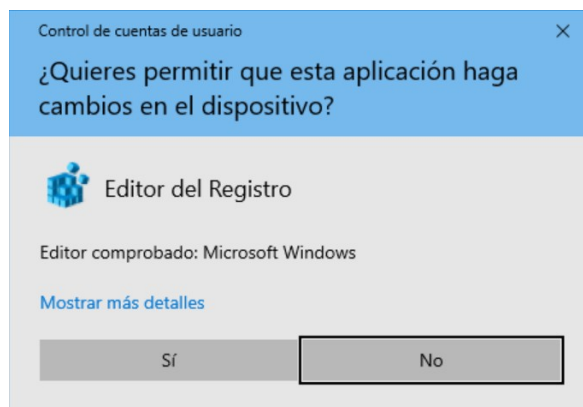 Control de cuentas de usuario
¿Quieres permitir que esta aplicación haga
cambios en el dispositivo?
Editor del Registro
Editor comprobado: Microsoft Windows
Mostrar más detalles
Sí
No